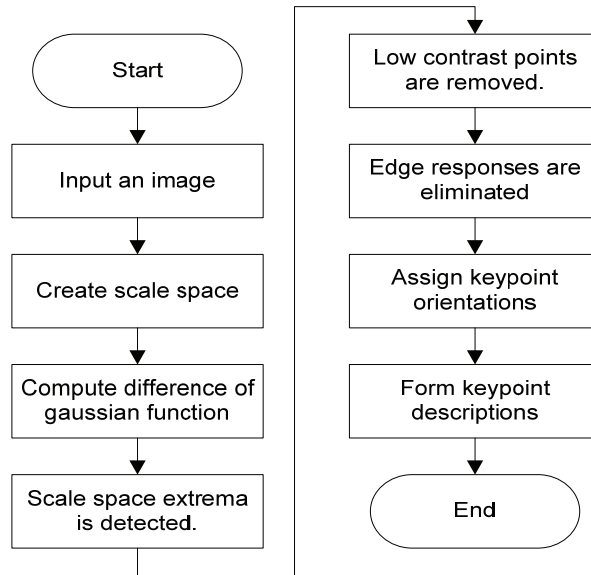 Start
Input an image
Create scale space
Compute difference of
gaussian function
Scale space extrema
is detected.
Low contrast points
are removed.
Edge responses are
eliminated
Assign keypoint
orientations
Form keypoint
descriptions
End